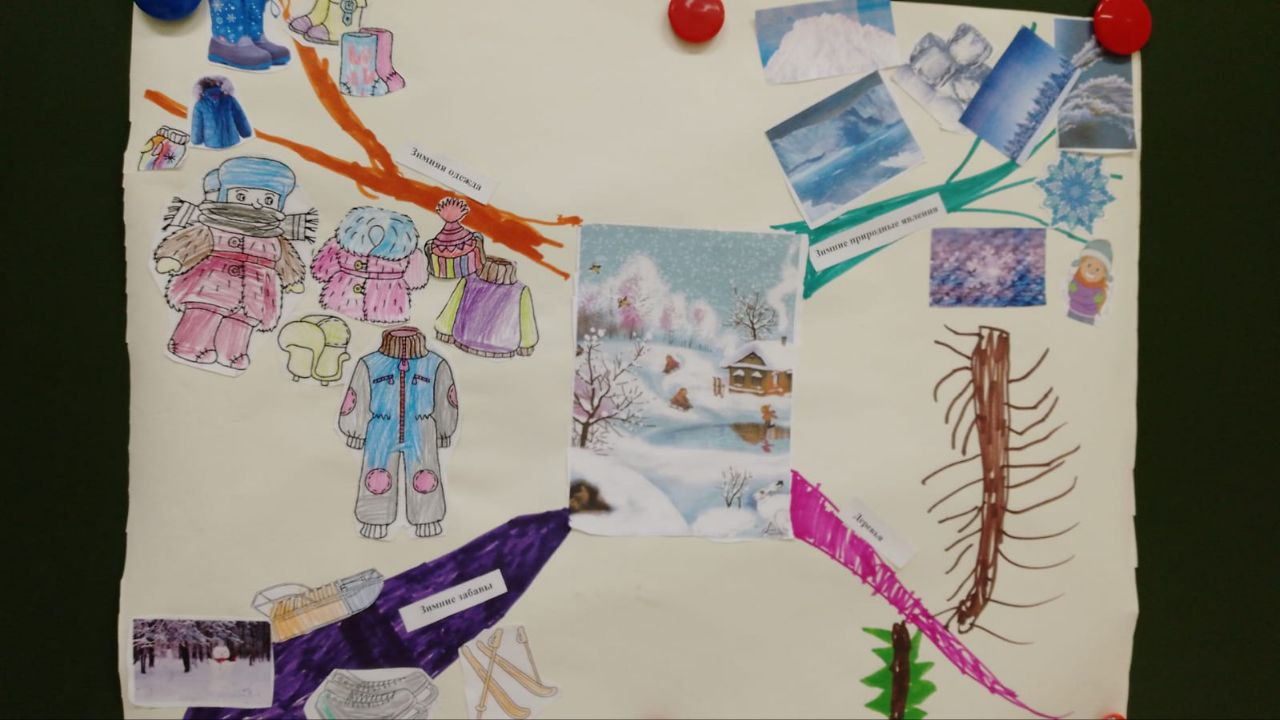 Зимняя одежда
Зимние природные явления
Деревья
Зимние забавы